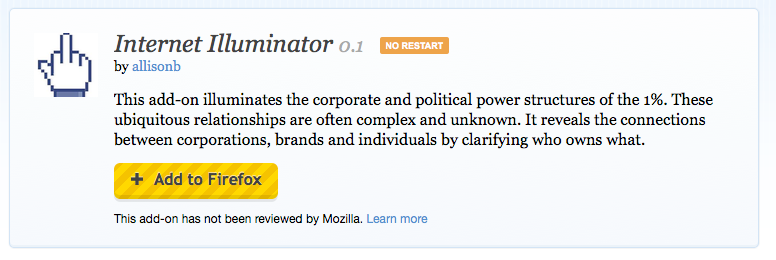 Internet Illuminator 0.1 NO RESTART
by allisonb
This add-on illuminates the corporate and political power structures of the 1%. These
ubiquitous relationships are often complex and unknown. It reveals the connections
between corporations, brands and individuals by clarifying who owns what.
+ Add to Firefox
This add-on has not been reviewed by Mozilla. Learn more